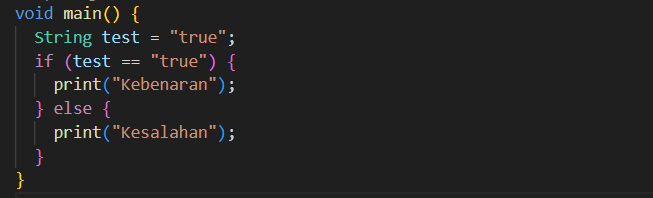 void main() {
String test = "true";
if (test == "true") {
print("Kebenaran");
} else {
print("Kesalahan");
}
}